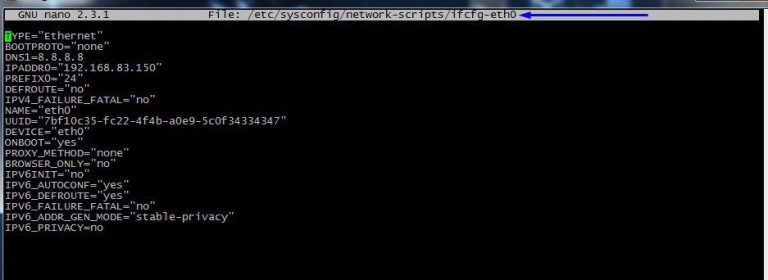 GNU nano 2.3.1 File: /etc/sysconfig/network-scripts/ifcfg-eth0
TYPE="Ethernet"
BOOTPROTO="none"
DNS1=8.8.8.8
IPADDR0="192.168.83.150"
PREFIX0="24"
DEFROUTE="no"
IPV4_FAILURE_FATAL="no"
NAME="eth0"
UUID="7bf10c35-fc22-4f4b-a0e9-5c0f34334347"
DEVICE="eth0"
ONBOOT="yes"
PROXY_METHOD="none"
BROWSER_ONLY="no"
IPV6INIT="no"
IPV6_AUTOCONF="yes"
IPV6_DEFROUTE="yes"
IPV6_FAILURE_FATAL="no"
IPV6_ADDR_GEN_MODE="stable-privacy"
IPV6_PRIVACY=no